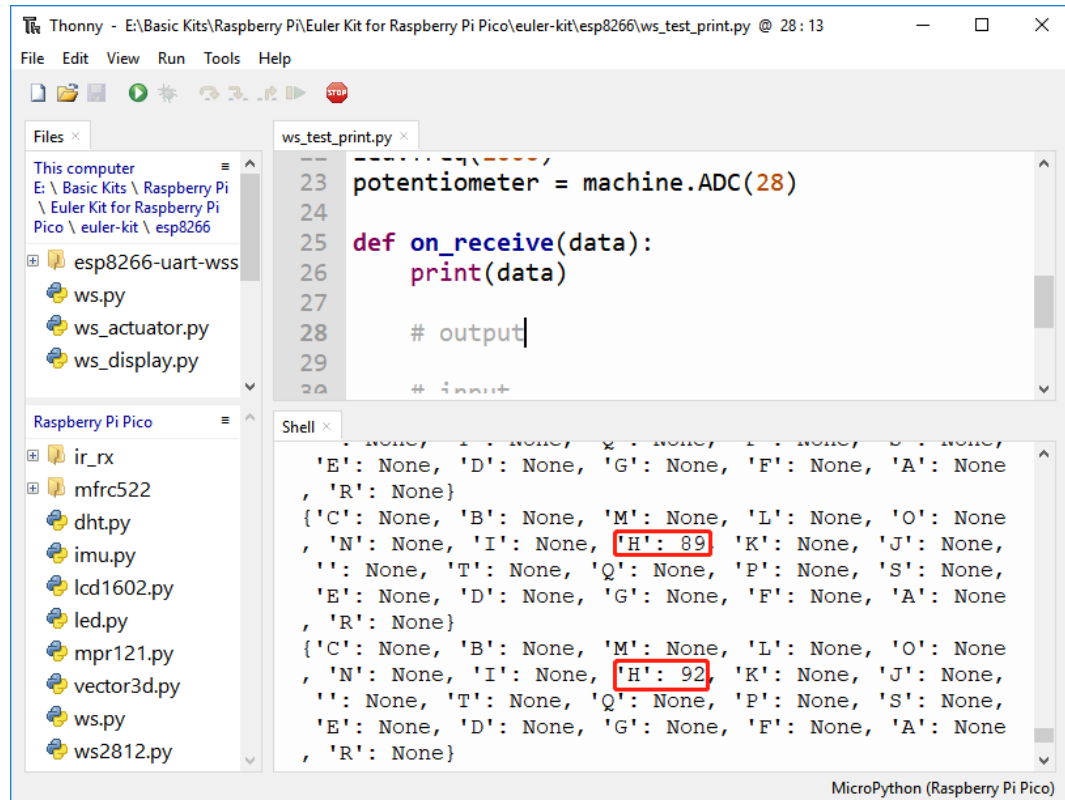 Thonny - E:\Basic Kits\Raspberry Pi\Euler Kit for Raspberry Pi Pico\euler-kit\esp8266\ws_test_print.py @ 28 : 13
File Edit View Run Tools Help
STOP
Files
This computer
E: \ Basic Kits \ Raspberry Pi
\ Euler Kit for Raspberry Pi
Pico \ euler-kit \ esp8266
esp8266-uart-wss
ws.py
ws_actuator.py
ws_display.py
Raspberry Pi Pico
ir_rx
mfrc522
dht.py
imu.py
lcd1602.py
led.py
mpr121.py
vector3d.py
ws.py
ws2812.py
ws_test_print.py
23 potentiometer = machine.ADC(28)
24
25 def on_receive(data):
26     print(data)
27
28     # output
29
30     # input
Shell
'E': None, 'D': None, 'G': None, 'F': None, 'A': None
, 'R': None}
{'C': None, 'B': None, 'M': None, 'L': None, 'O': None
, 'N': None, 'I': None, 'H': 89, 'K': None, 'J': None,
'': None, 'T': None, 'Q': None, 'P': None, 'S': None,
'E': None, 'D': None, 'G': None, 'F': None, 'A': None
, 'R': None}
{'C': None, 'B': None, 'M': None, 'L': None, 'O': None
, 'N': None, 'I': None, 'H': 92, 'K': None, 'J': None,
'': None, 'T': None, 'Q': None, 'P': None, 'S': None,
'E': None, 'D': None, 'G': None, 'F': None, 'A': None
, 'R': None}
MicroPython (Raspberry Pi Pico)